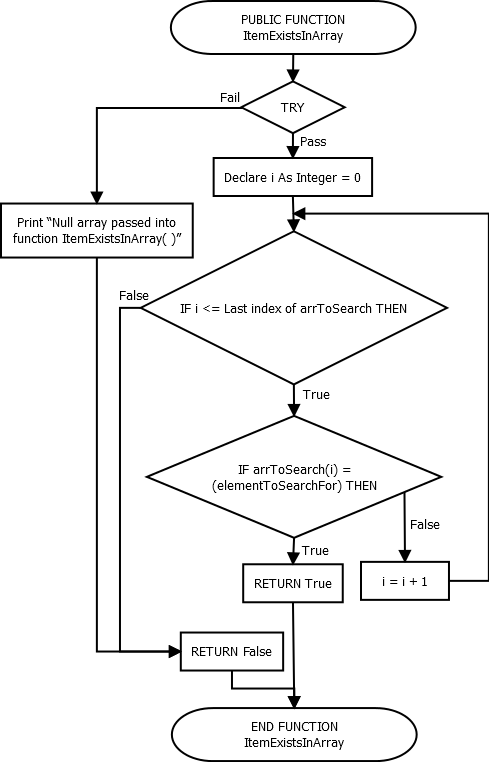 PUBLIC FUNCTION
ItemExistsInArray
Fail
TRY
Pass
Declare i As Integer = 0
Print “Null array passed into
function ItemExistsInArray( )”
False
IF i <= Last index of arrToSearch THEN
True
IF arrToSearch(i) =
(elementToSearchFor) THEN
False
True
RETURN True
i = i + 1
RETURN False
END FUNCTION
ItemExistsInArray